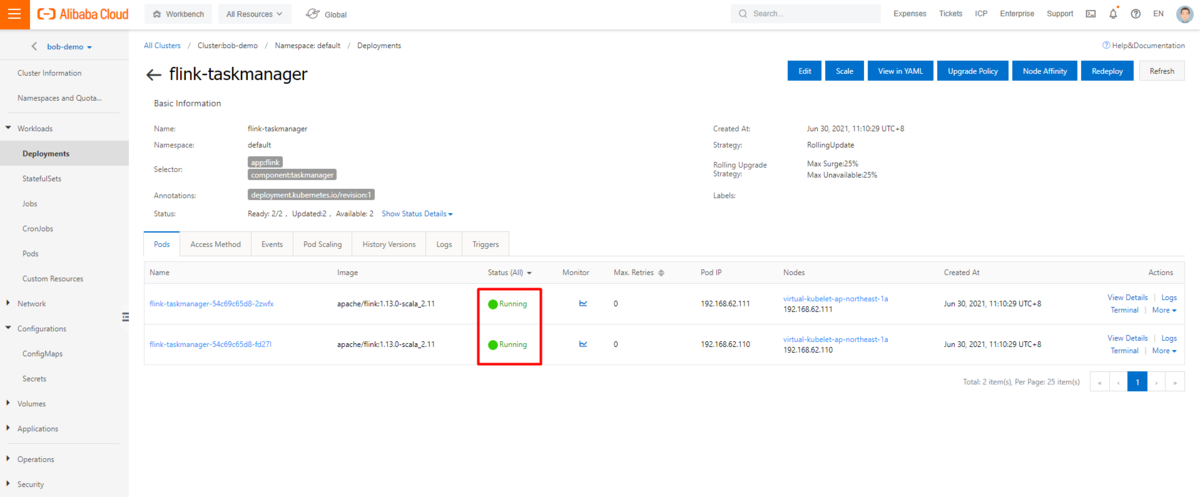 Alibaba Cloud Workbench All Resources Global Search... Expenses Tickets ICP Enterprise Support EN
bob-demo
Cluster Information
Namespaces and Quota...
Workloads
Deployments
StatefulSets
Jobs
CronJobs
Pods
Custom Resources
Network
Configurations
ConfigMaps
Secrets
Volumes
Applications
Operations
Security
All Clusters / Cluster:bob-demo / Namespace: default / Deployments Help&Documentation
flink-taskmanager Edit Scale View in YAML Upgrade Policy Node Affinity Redeploy Refresh
Basic Information
Name: flink-taskmanager Created At: Jun 30, 2021, 11:10:29 UTC+8
Namespace: default Strategy: RollingUpdate
Selector: app:flink component:taskmanager Rolling Upgrade Strategy: Max Surge:25% Max Unavailable:25%
Annotations: deployment.kubernetes.io/revision:1 Labels:
Status: Ready: 2/2 , Updated:2 , Available: 2 Show Status Details
Pods Access Method Events Pod Scaling History Versions Logs Triggers
Name Image Status (All) Monitor Max. Retries Pod IP Nodes Created At Actions
flink-taskmanager-54c69c65d8-2zwfx apache/flink:1.13.0-scala_2.11 Running 0 192.168.62.111 virtual-kubelet-ap-northeast-1a 192.168.62.111 Jun 30, 2021, 11:10:29 UTC+8 View Details | Logs Terminal | More
flink-taskmanager-54c69c65d8-fd27l apache/flink:1.13.0-scala_2.11 Running 0 192.168.62.110 virtual-kubelet-ap-northeast-1a 192.168.62.110 Jun 30, 2021, 11:10:29 UTC+8 View Details | Logs Terminal | More
Total: 2 item(s), Per Page: 25 item(s) « ‹ 1 › »